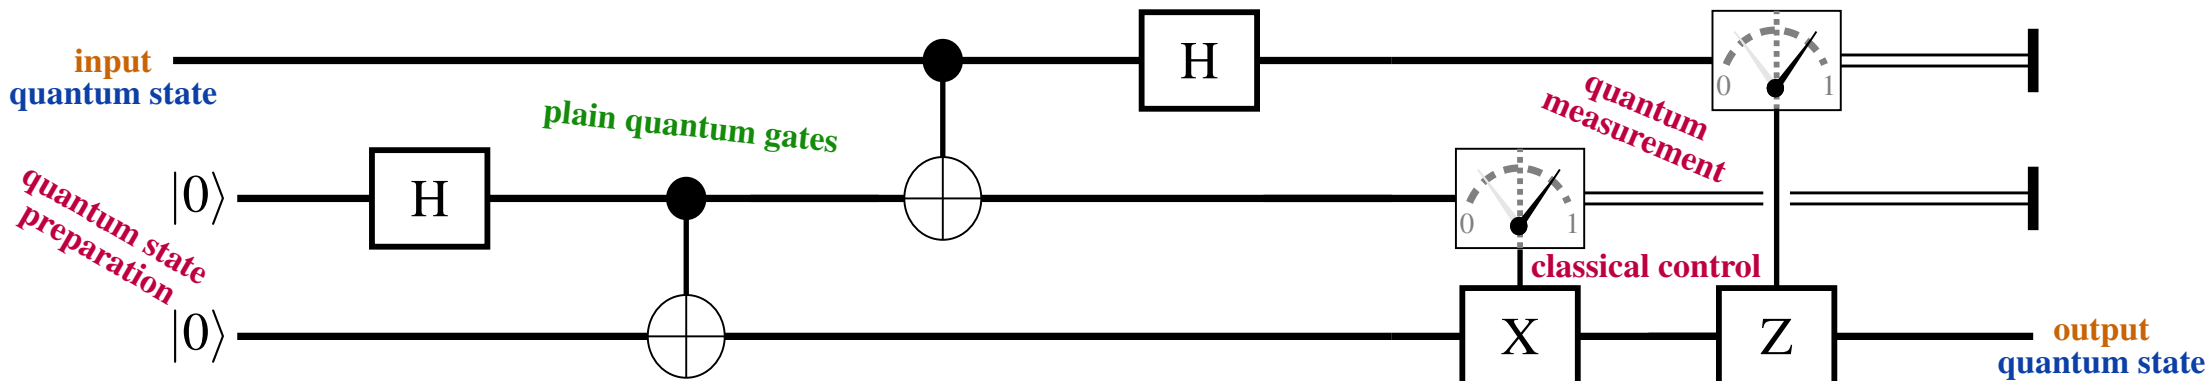 input
quantum state
H
0 1
quantum
measurement
plain quantum gates
|0⟩
H
0 1
quantum state
preparation
classical control
|0⟩
X
Z
output
quantum state